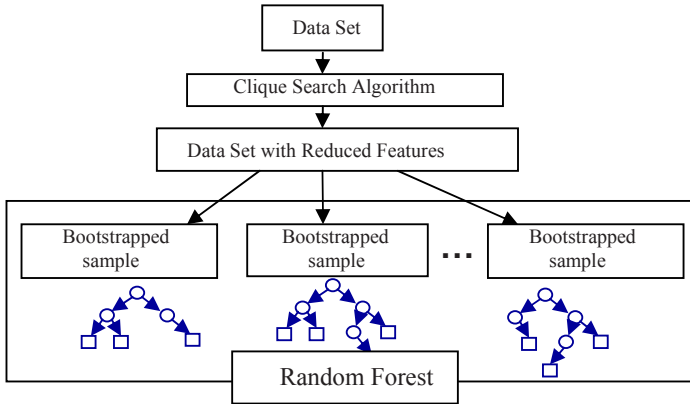 Data Set
Clique Search Algorithm
Data Set with Reduced Features
Bootstrapped
sample
Bootstrapped
sample
...
Bootstrapped
sample
Random Forest